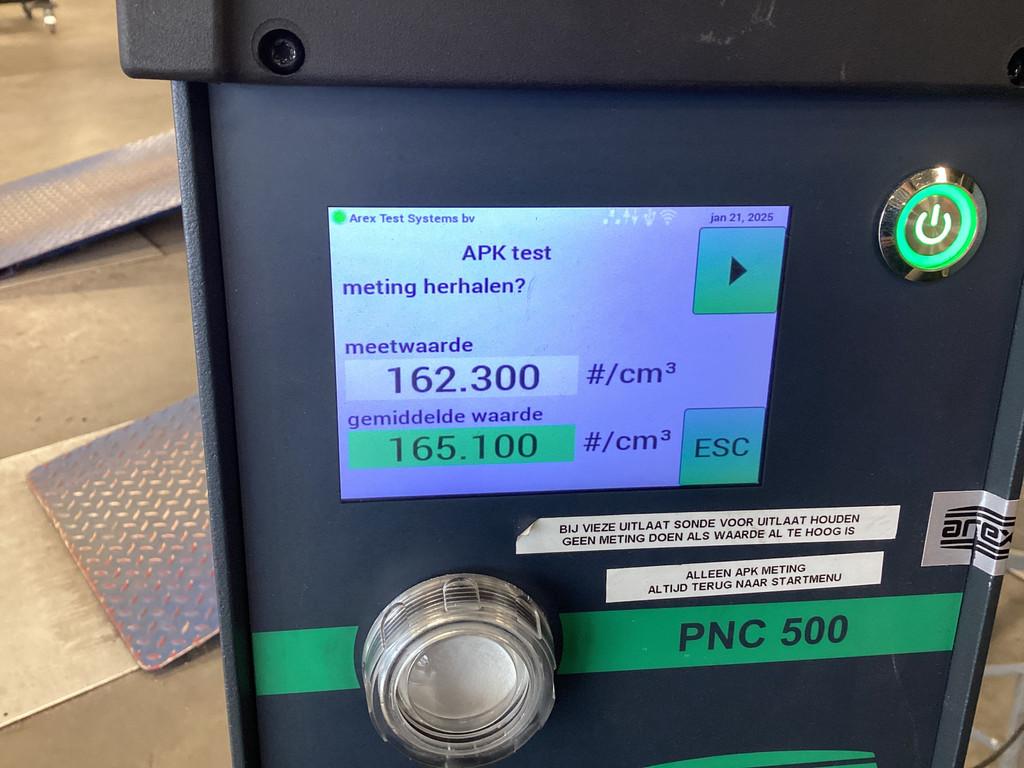 Arex Test Systems bv
jan 21, 2025
APK test
meting herhalen?
meetwaarde
162.300 #/cm³
gemiddelde waarde
165.100 #/cm³
ESC
BIJ VIEZE UITLAAT SONDE VOOR UITLAAT HOUDEN
GEEN METING DOEN ALS WAARDE AL TE HOOG IS
ALLEEN APK METING
ALTIJD TERUG NAAR STARTMENU
PNC 500